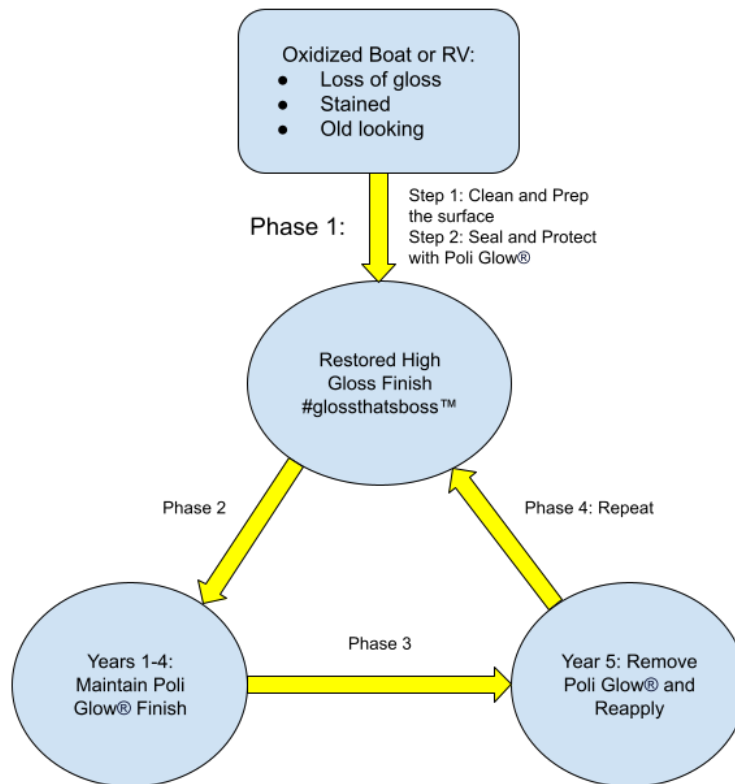 Oxidized Boat or RV:
● Loss of gloss
● Stained
● Old looking
Phase 1:
Step 1: Clean and Prep
the surface
Step 2: Seal and Protect
with Poli Glow®
Restored High
Gloss Finish
#glossthatsboss™
Phase 2
Phase 4: Repeat
Phase 3
Years 1-4:
Maintain Poli
Glow® Finish
Year 5: Remove
Poli Glow® and
Reapply